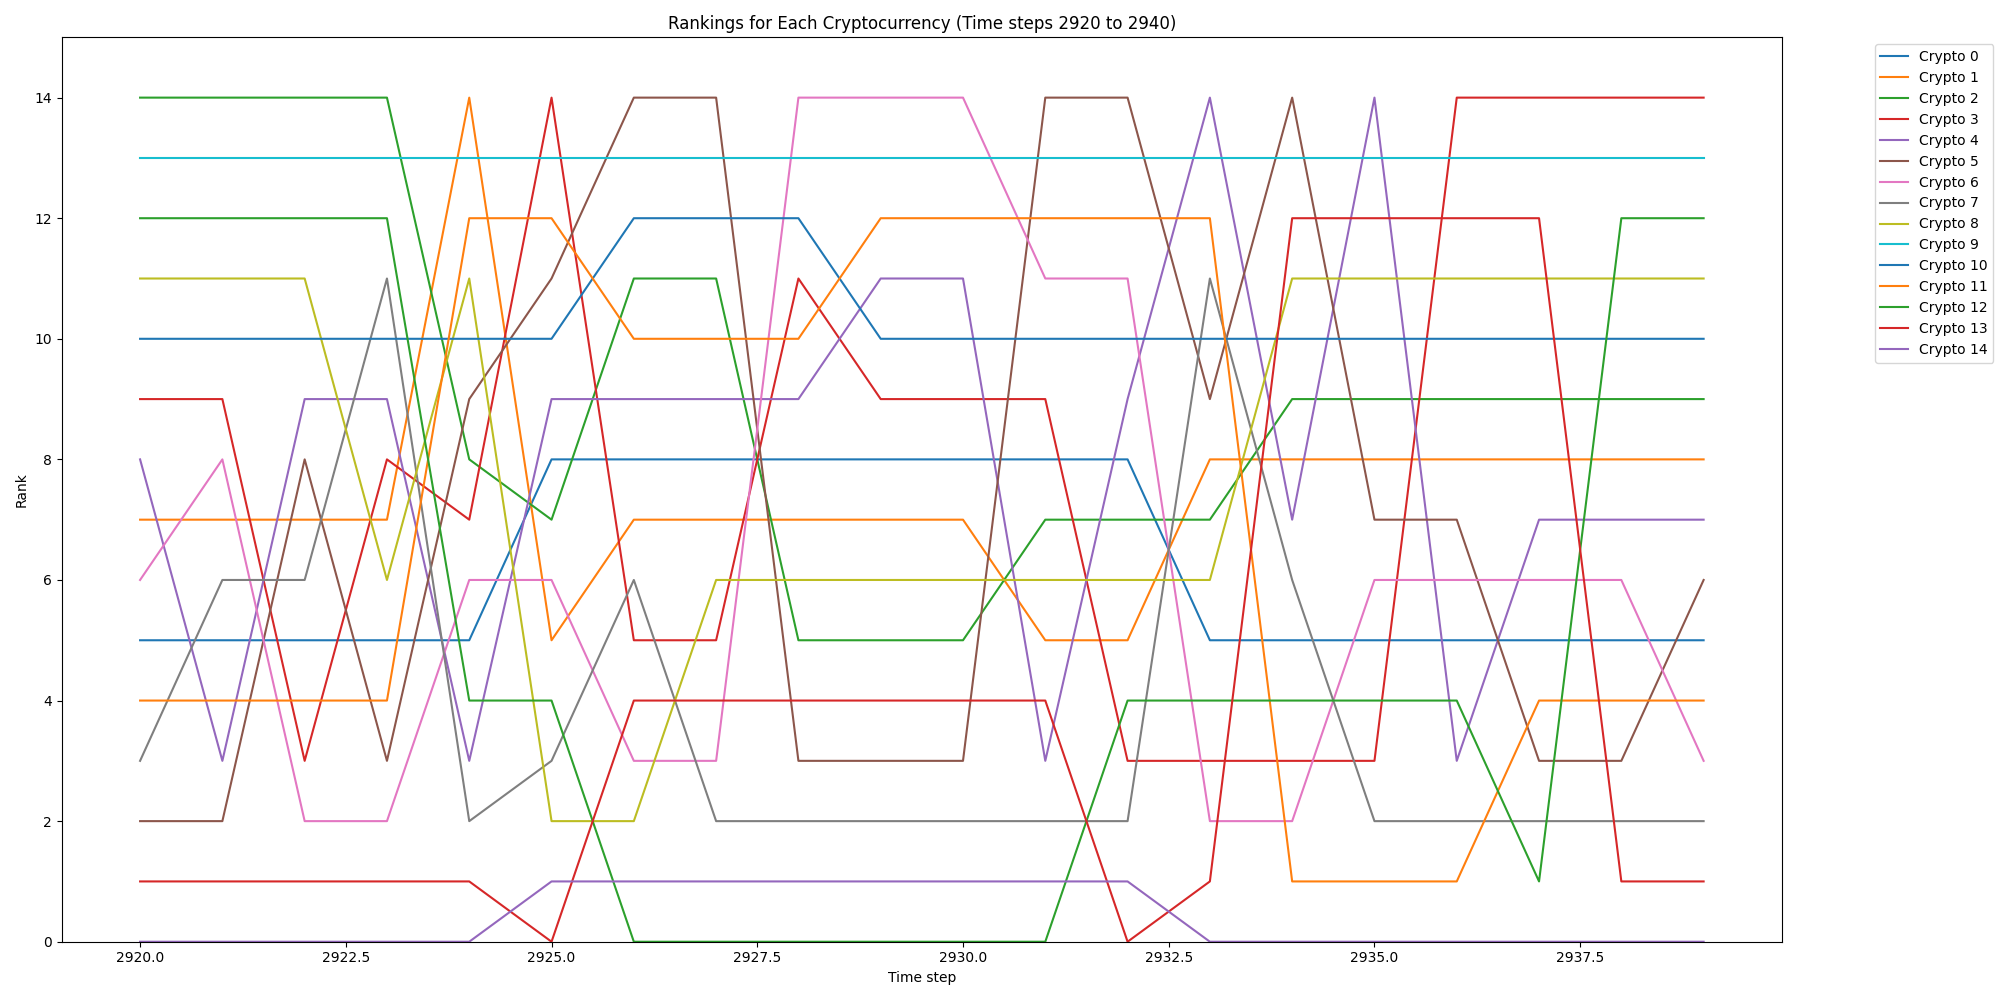 Rankings for Each Cryptocurrency (Time steps 2920 to 2940)
Crypto 0
Crypto 1
Crypto 2
Crypto 3
Crypto 4
Crypto 5
Crypto 6
Crypto 7
Crypto 8
Crypto 9
Crypto 10
Crypto 11
Crypto 12
Crypto 13
Crypto 14
Rank
14
12
10
8
6
4
2
0
2920.0 2922.5 2925.0 2927.5 2930.0 2932.5 2935.0 2937.5
Time step